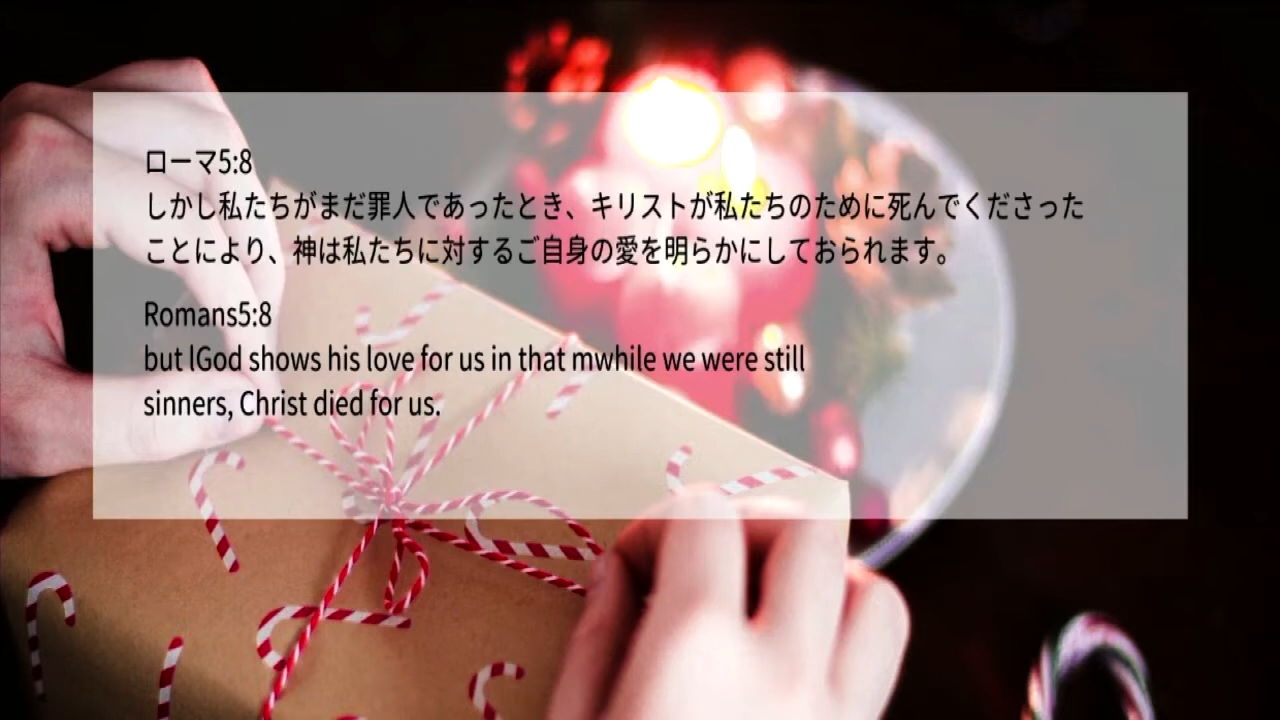 ローマ5:8
しかし私たちがまだ罪人であったとき、キリストが私たちのために死んでくださった
ことにより、神は私たちに対するご自身の愛を明らかにしておられます。
Romans5:8
but lGod shows his love for us in that mwhile we were still
sinners, Christ died for us.